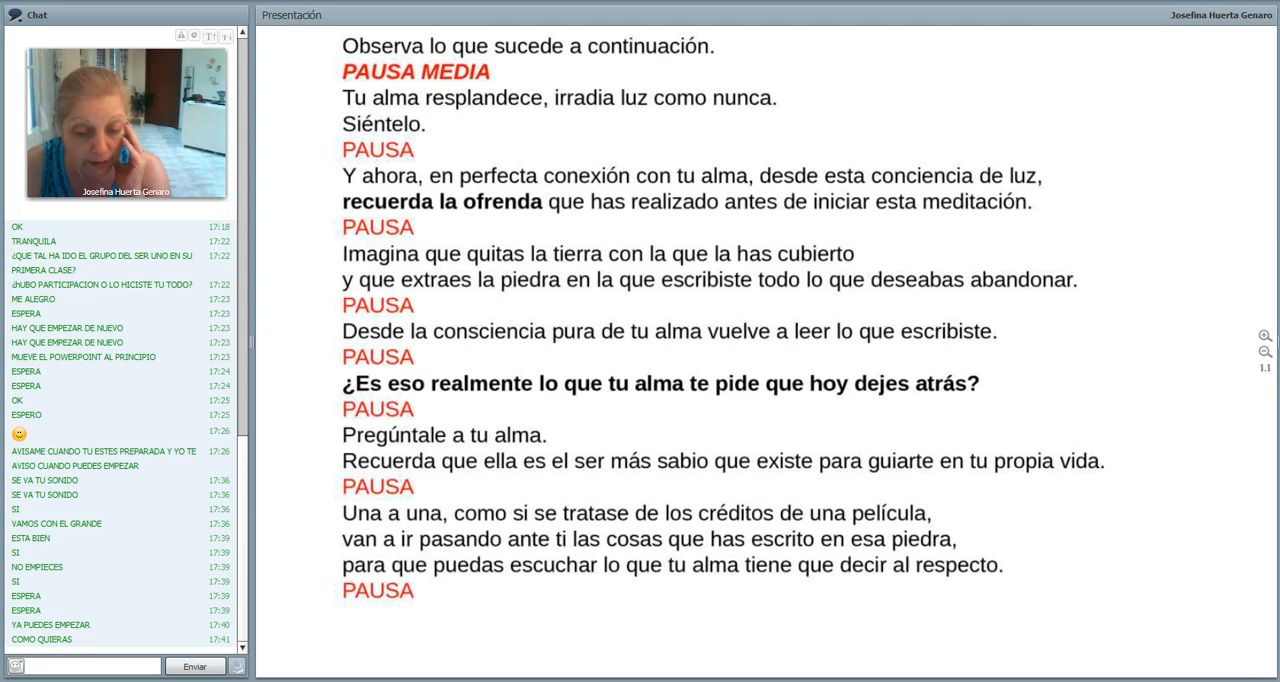 Chat
Josefina Huerta Genaro
OK 17:18
TRANQUILA 17:22
¿QUE TAL HA IDO EL GRUPO DEL SER UNO EN SU 17:22
PRIMERA CLASE?
¿hUBO PARTICIPACION O LO HICISTE TU TODO? 17:22
ME ALEGRO 17:23
ESPERA 17:23
HAY QUE EMPEZAR DE NUEVO 17:23
HAY QUE EMPEZAR DE NUEVO 17:23
MUEVE EL POWERPOINT AL PRINCIPIO 17:23
ESPERA 17:24
ESPERA 17:24
OK 17:25
ESPERO 17:25
17:26
AVISAME CUANDO TU ESTES PREPARADA Y YO TE 17:26
AVISO CUANDO PUEDES EMPEZAR
SE VA TU SONIDO 17:36
SE VA TU SONIDO 17:36
SI 17:36
VAMOS CON EL GRANDE 17:36
ESTA BIEN 17:39
SI 17:39
NO EMPIECES 17:39
SI 17:39
ESPERA 17:39
ESPERA 17:39
YA PUEDES EMPEZAR 17:40
COMO QUIERAS 17:41
Enviar
Presentación
Josefina Huerta Genaro
Observa lo que sucede a continuación.
PAUSA MEDIA
Tu alma resplandece, irradia luz como nunca.
Siéntelo.
PAUSA
Y ahora, en perfecta conexión con tu alma, desde esta conciencia de luz,
recuerda la ofrenda que has realizado antes de iniciar esta meditación.
PAUSA
Imagina que quitas la tierra con la que la has cubierto
y que extraes la piedra en la que escribiste todo lo que deseabas abandonar.
PAUSA
Desde la consciencia pura de tu alma vuelve a leer lo que escribiste.
PAUSA
¿Es eso realmente lo que tu alma te pide que hoy dejes atrás?
PAUSA
Pregúntale a tu alma.
Recuerda que ella es el ser más sabio que existe para guiarte en tu propia vida.
PAUSA
Una a una, como si se tratase de los créditos de una película,
van a ir pasando ante ti las cosas que has escrito en esa piedra,
para que puedas escuchar lo que tu alma tiene que decir al respecto.
PAUSA
1.1